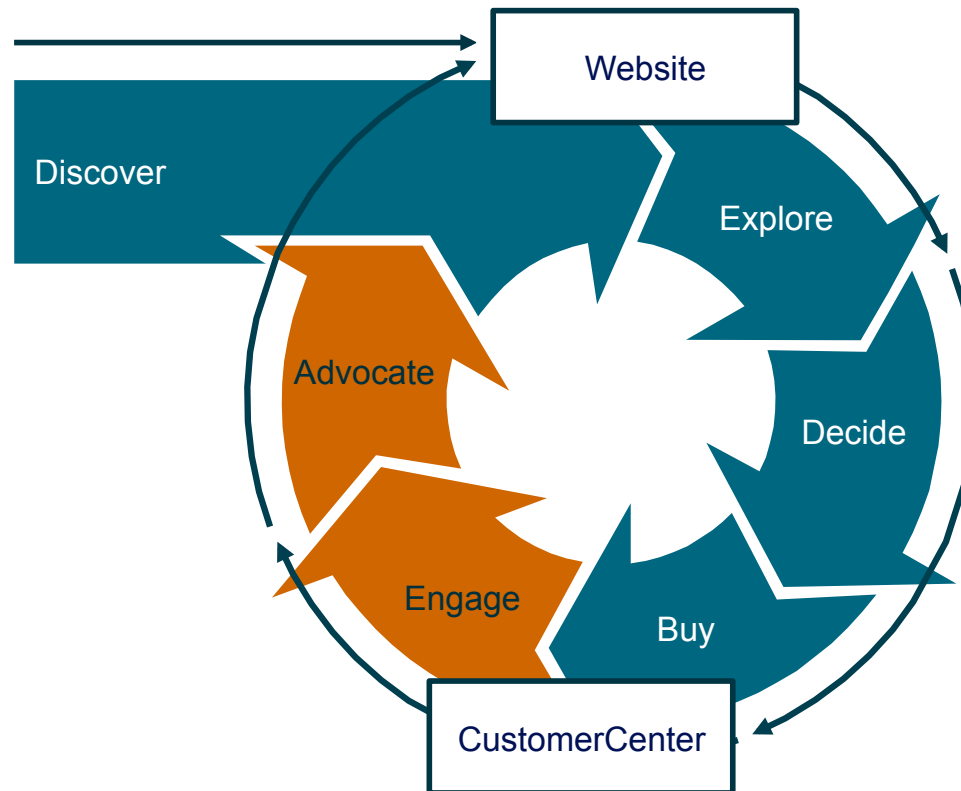 Website
Discover
Explore
Advocate
Decide
Engage
Buy
CustomerCenter